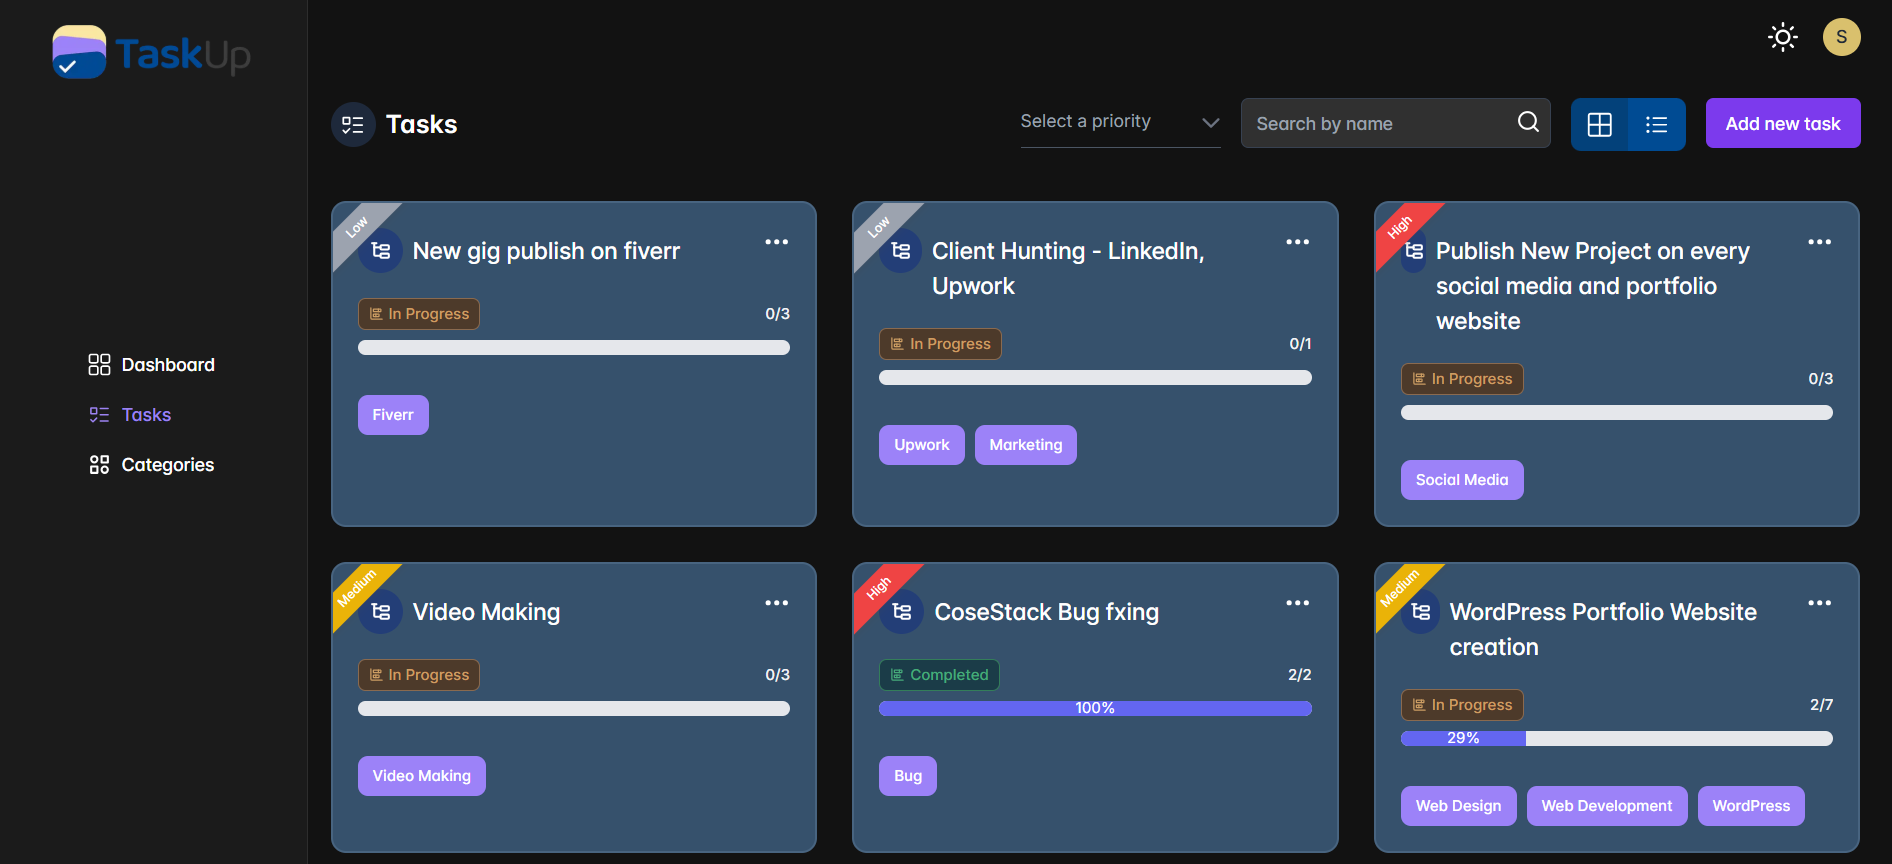 TaskUp
S
Tasks
Select a priority
Search by name
Add new task
Dashboard
Tasks
Categories
Low
New gig publish on fiverr
In Progress
0/3
Fiverr
Low
Client Hunting - LinkedIn,
Upwork
In Progress
0/1
Upwork
Marketing
High
Publish New Project on every
social media and portfolio
website
In Progress
0/3
Social Media
Medium
Video Making
In Progress
0/3
Video Making
High
CoseStack Bug fxing
Completed
2/2
100%
Bug
Medium
WordPress Portfolio Website
creation
In Progress
2/7
29%
Web Design
Web Development
WordPress